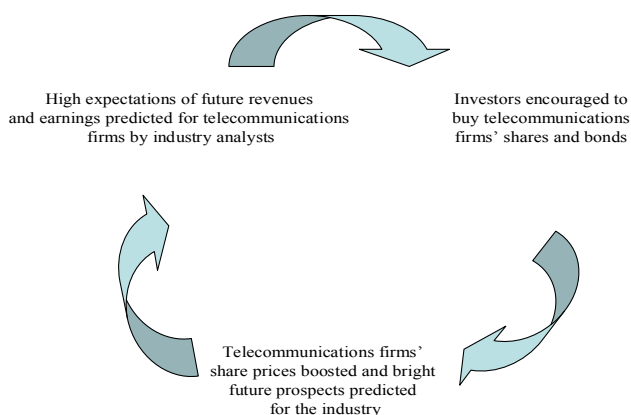 High expectations of future revenues
and earnings predicted for telecommunications
firms by industry analysts
Investors encouraged to
buy telecommunications
firms' shares and bonds
Telecommunications firms'
share prices boosted and bright
future prospects predicted
for the industry